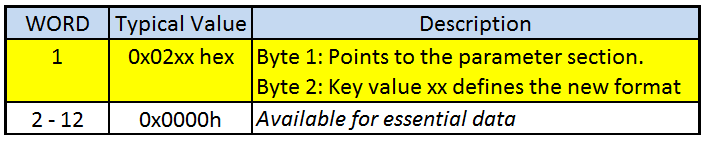 WORD Typical Value Description
1 0x02xx hex Byte 1: Points to the parameter section.
Byte 2: Key value xx defines the new format
2 - 12 0x0000h Available for essential data